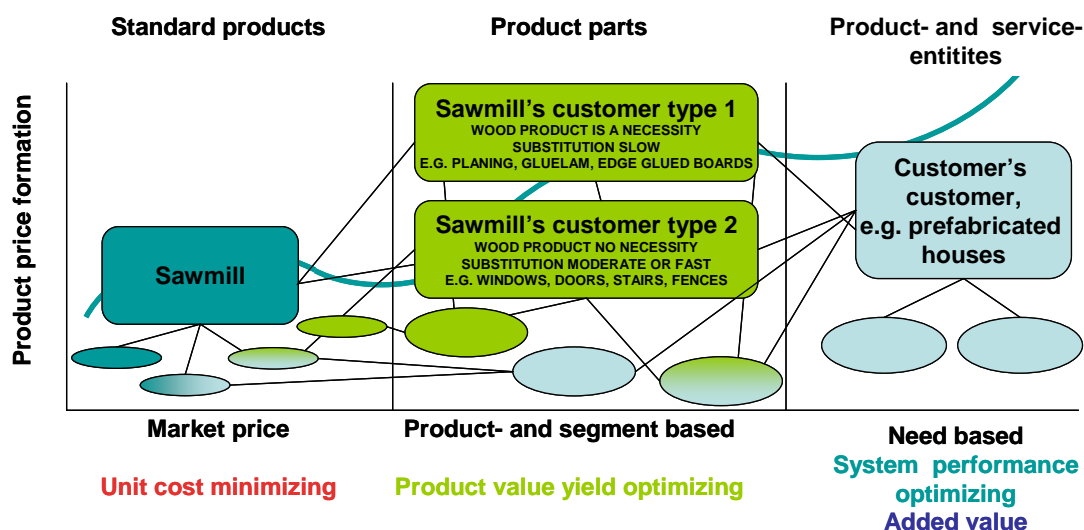 Standard products
Product parts
Product- and service-
entitites
Product price formation
Sawmill
Sawmill's customer type 1
WOOD PRODUCT IS A NECESSITY
SUBSTITUTION SLOW
E.G. PLANING, GLUELAM, EDGE GLUED BOARDS
Sawmill's customer type 2
WOOD PRODUCT NO NECESSITY
SUBSTITUTION MODERATE OR FAST
E.G. WINDOWS, DOORS, STAIRS, FENCES
Customer's
customer,
e.g. prefabricated
houses
Market price
Product- and segment based
Need based
Unit cost minimizing
Product value yield optimizing
System performance
optimizing
Added value